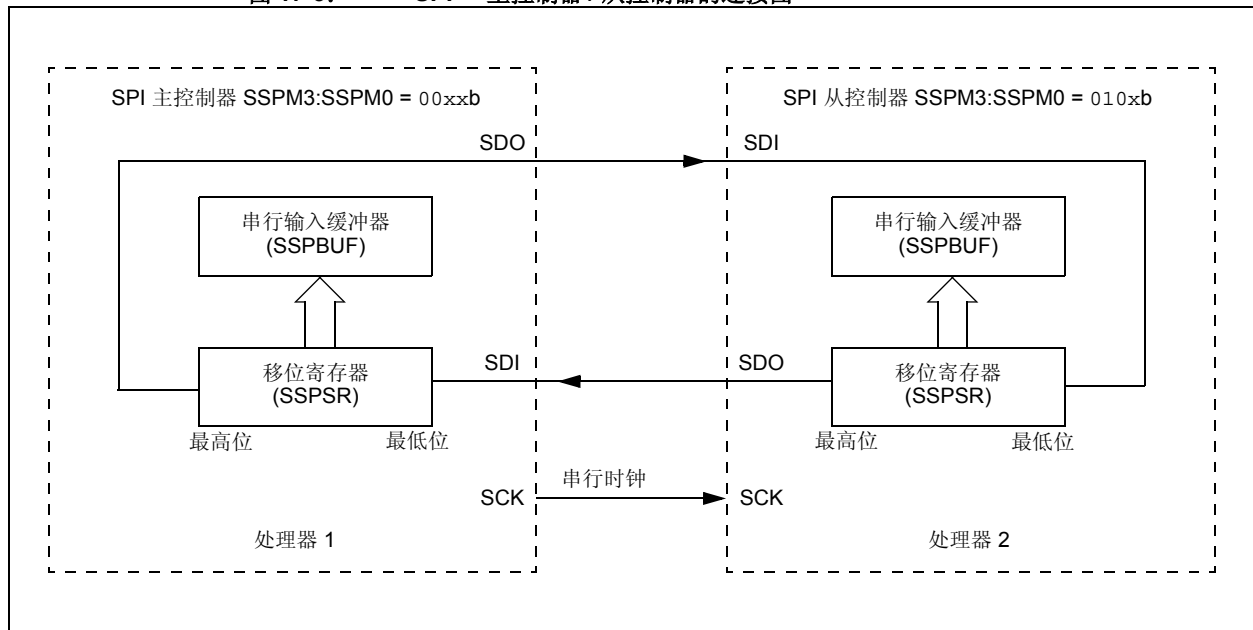 SPI 主控制器 SSPM3:SSPM0 = 00xxb
SPI 从控制器 SSPM3:SSPM0 = 010xb
SDO
SDI
串行输入缓冲器
(SSPBUF)
串行输入缓冲器
(SSPBUF)
移位寄存器
(SSPSR)
SDI
SDO
移位寄存器
(SSPSR)
最高位
最低位
最高位
最低位
串行时钟
SCK
SCK
处理器 1
处理器 2